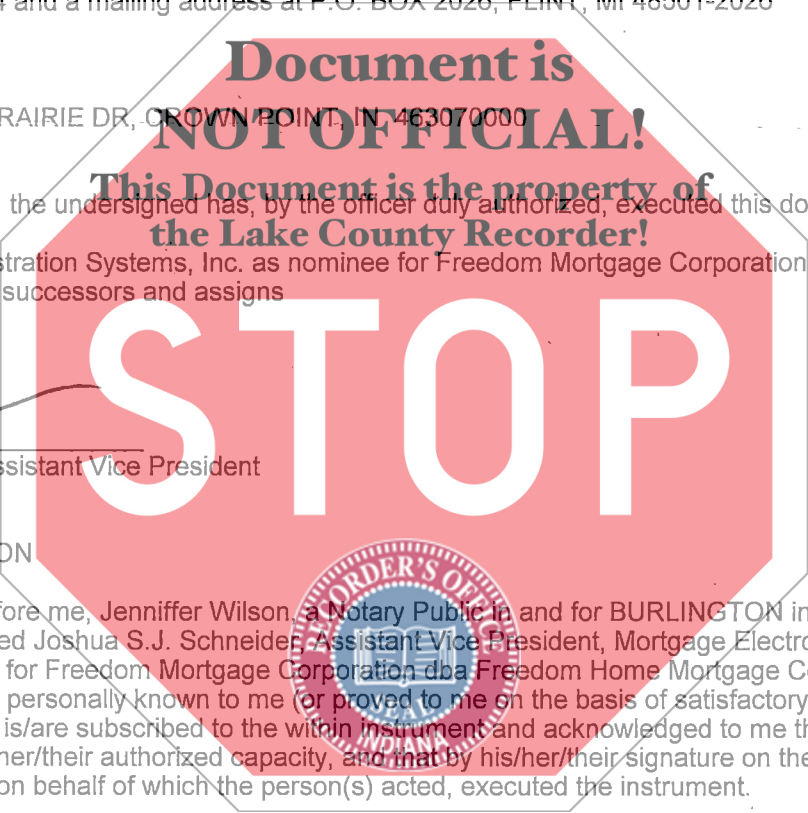 and a mailing address at P.O. BOX 2026, FLINT, MI 48501-2026
Document is
RAIRIE DR, CROWN POINT, IN, 463070000
NOT OFFICIAL!
This Document is the property of
the undersigned has, by the officer duly authorized, executed this do
the Lake County Recorder!
stration Systems, Inc. as nominee for Freedom Mortgage Corporation
successors and assigns
STOP
ssistant Vice President
ON
RECORDER'S OFFICE
fore me, Jenniffer Wilson, a Notary Public in and for BURLINGTON in
ed Joshua S.J. Schneider, Assistant Vice President, Mortgage Electro
for Freedom Mortgage Corporation dba Freedom Home Mortgage C
personally known to me (or proved to me on the basis of satisfactory
SEAL
is/are subscribed to the within instrument and acknowledged to me th
INDIANA
her/their authorized capacity, and that by his/her/their signature on the
on behalf of which the person(s) acted, executed the instrument.